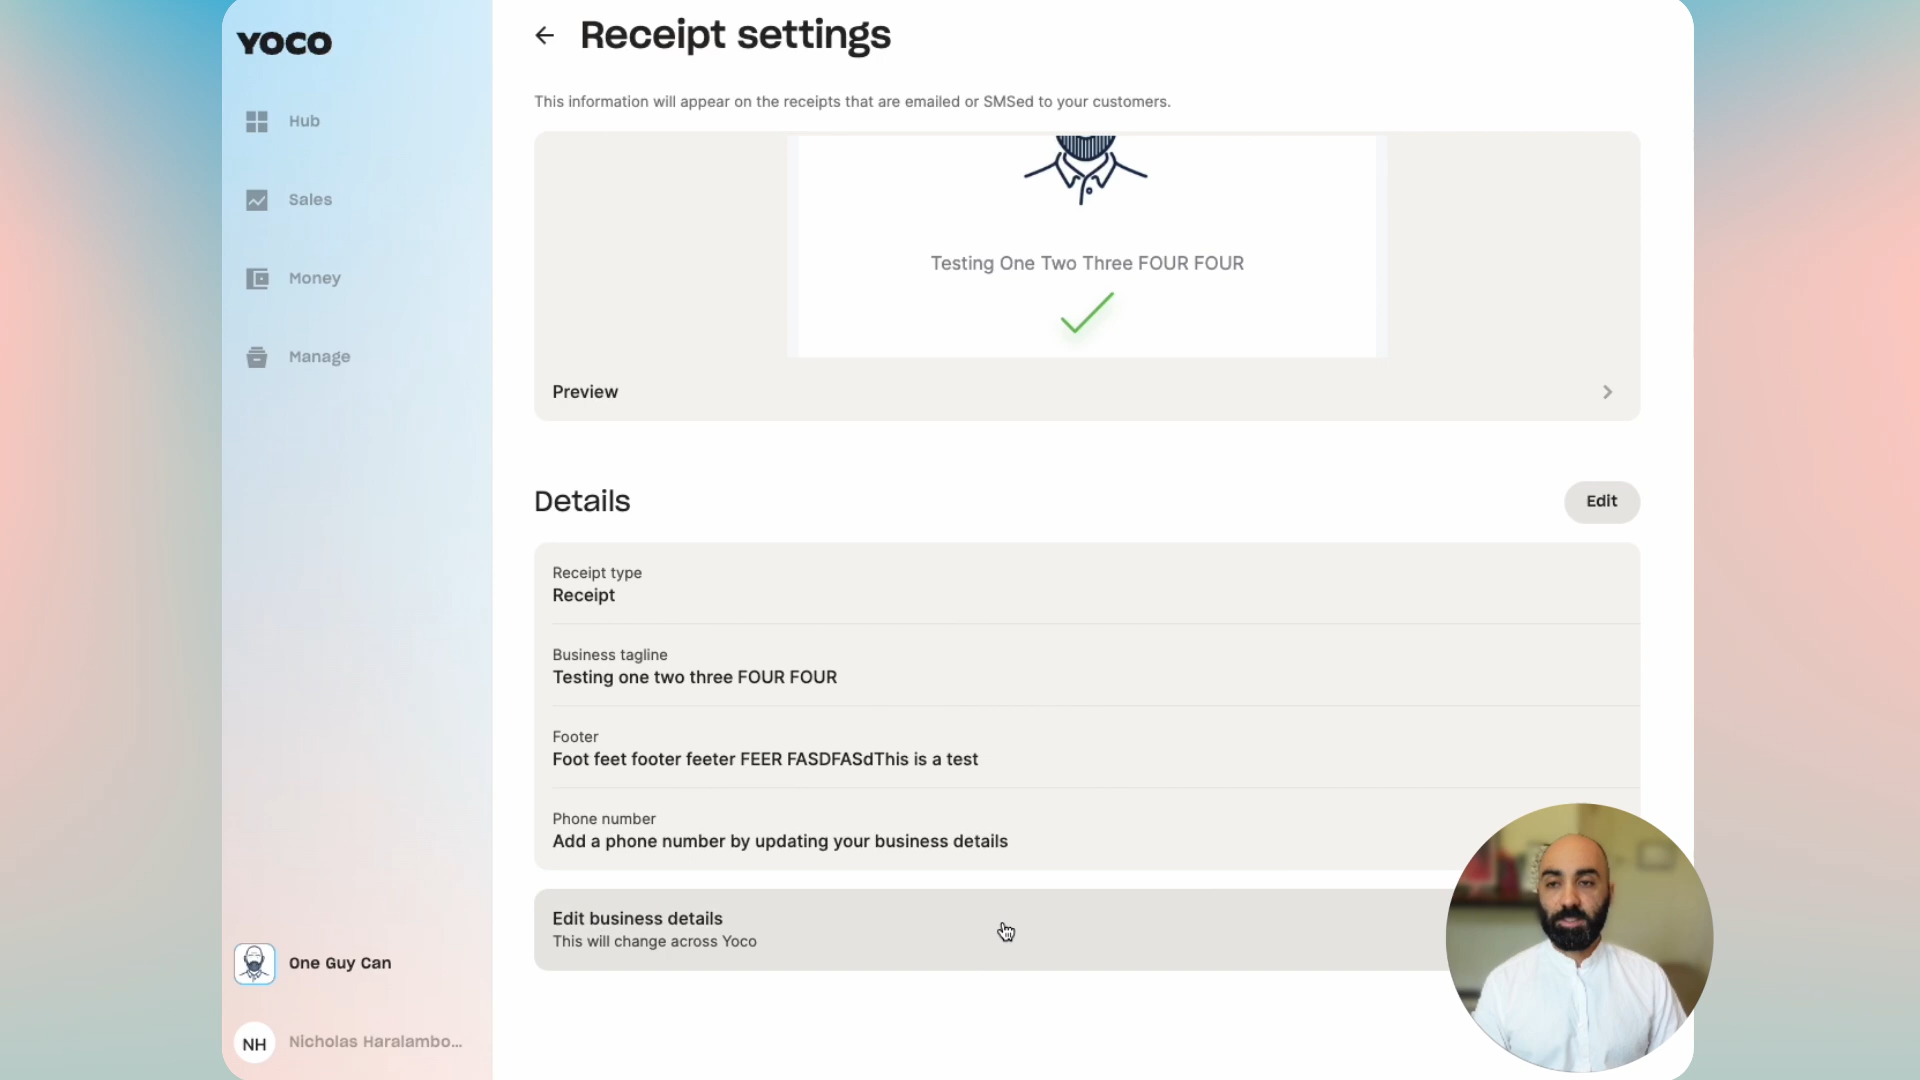 YOCO
Hub
Sales
Money
Manage
One Guy Can
NH
Nicholas Haralambo...
Receipt settings
This information will appear on the receipts that are emailed or SMSed to your customers.
Testing One Two Three FOUR FOUR
Preview
Details
Edit
Receipt type
Receipt
Business tagline
Testing one two three FOUR FOUR
Footer
Foot feet footer feeter FEER FASDFASdThis is a test
Phone number
Add a phone number by updating your business details
Edit business details
This will change across Yoco